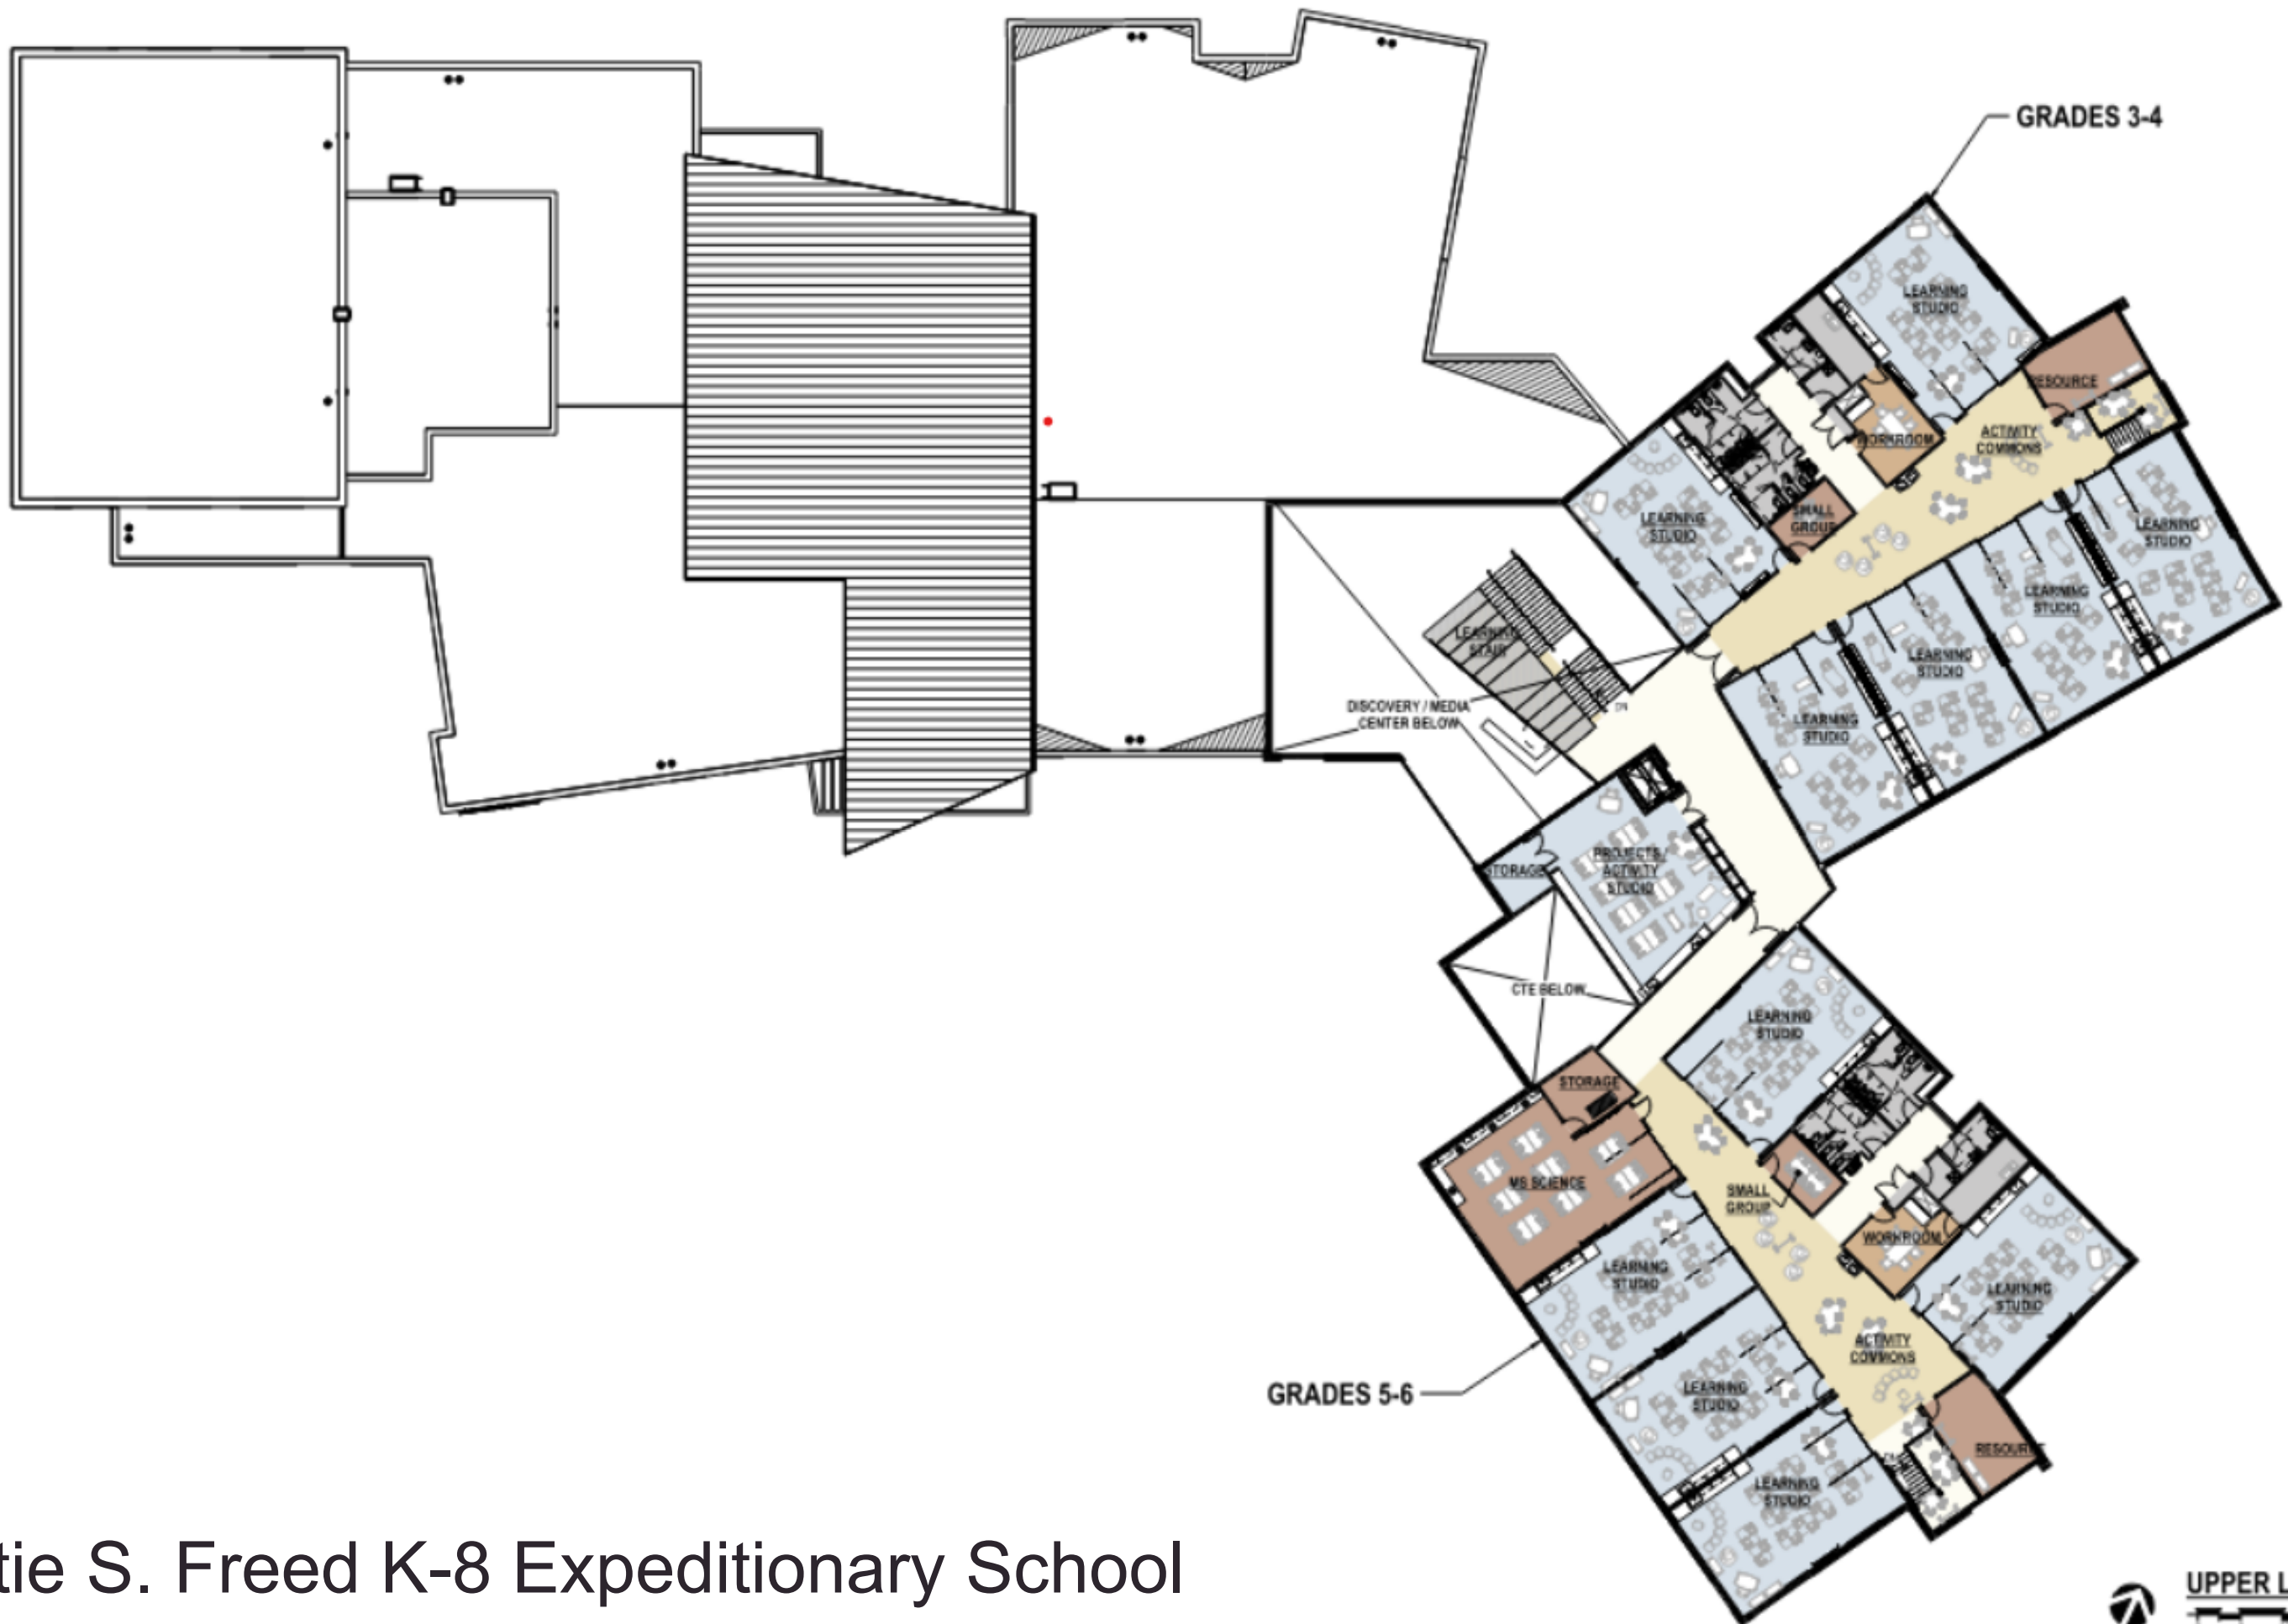 GRADES 3-4
LEARNING
STUDIO
RESOURCE
WORKROOM
ACTIVITY
COMMONS
SMALL
GROUP
LEARNING
STUDIO
LEARNING
STUDIO
LEARNING
STUDIO
LEARNING
STUDIO
LEARNING
STUDIO
LEARNING
STAIR
DISCOVERY / MEDIA
CENTER BELOW
PROJECTS /
ACTIVITY
STUDIO
STORAGE
CTE BELOW
LEARNING
STUDIO
STORAGE
MS SCIENCE
SMALL
GROUP
WORKROOM
LEARNING
STUDIO
LEARNING
STUDIO
ACTIVITY
COMMONS
GRADES 5-6
LEARNING
STUDIO
RESOURCE
LEARNING
STUDIO
tie S. Freed K-8 Expeditionary School
UPPER L